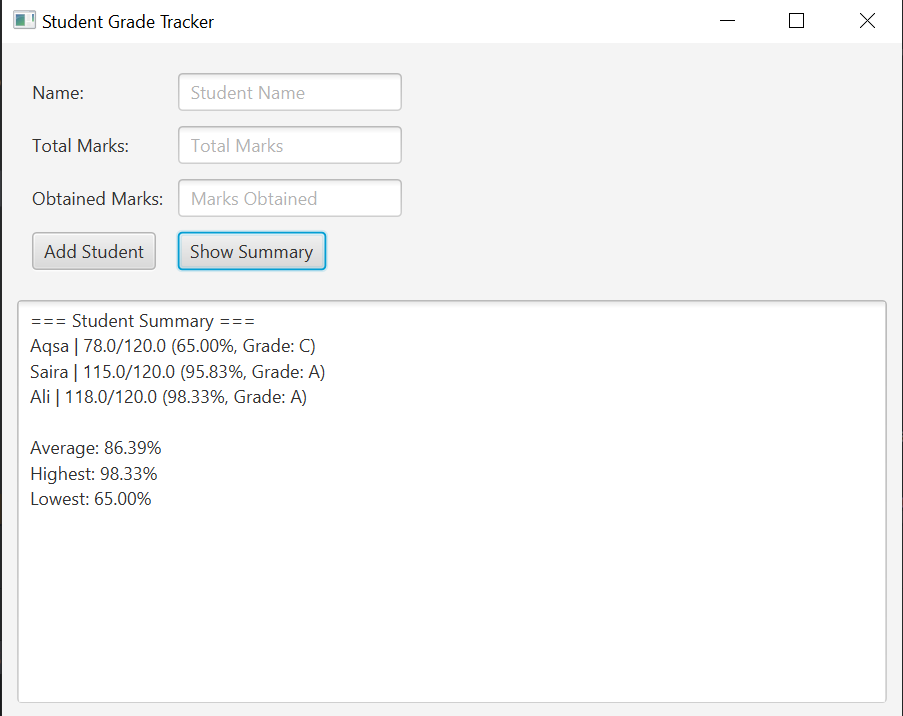 Student Grade Tracker
Name: Student Name
Total Marks: Total Marks
Obtained Marks: Marks Obtained
Add Student Show Summary
=== Student Summary ===
Aqsa | 78.0/120.0 (65.00%, Grade: C)
Saira | 115.0/120.0 (95.83%, Grade: A)
Ali | 118.0/120.0 (98.33%, Grade: A)
Average: 86.39%
Highest: 98.33%
Lowest: 65.00%